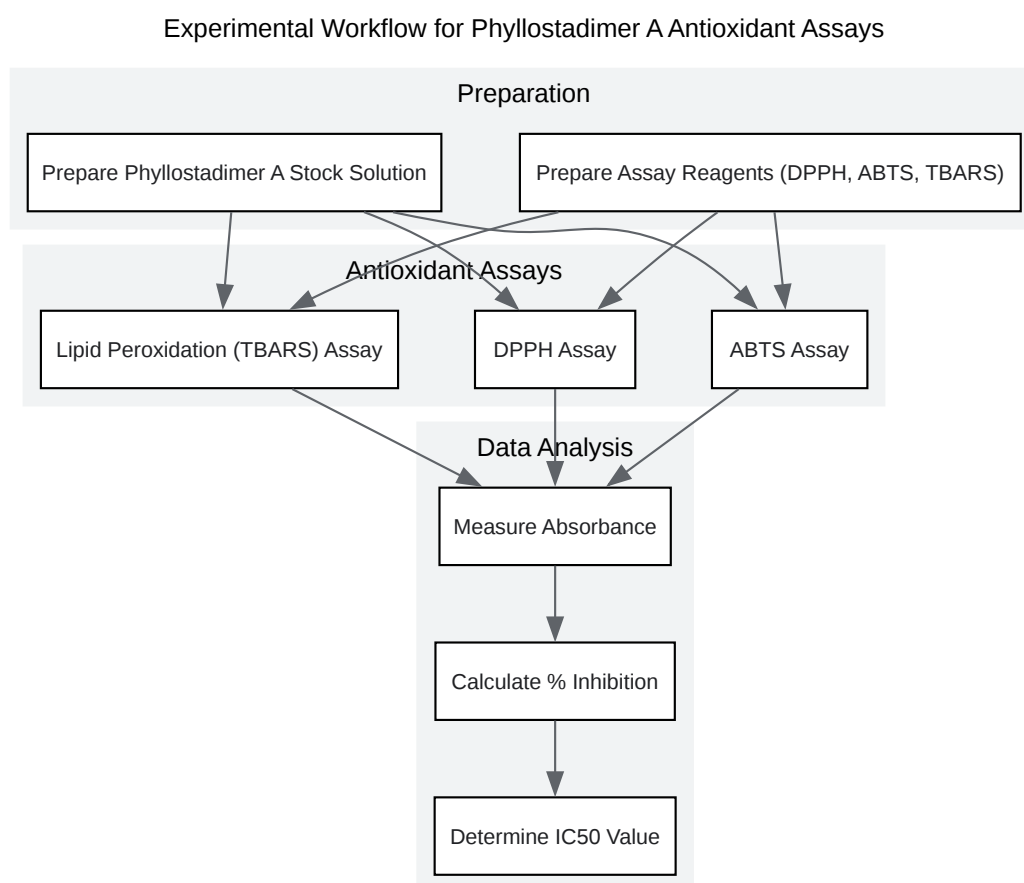 Experimental Workflow for Phyllostadimer A Antioxidant Assays
Preparation
Prepare Phyllostadimer A Stock Solution
Prepare Assay Reagents (DPPH, ABTS, TBARS)
Antioxidant Assays
Lipid Peroxidation (TBARS) Assay
DPPH Assay
ABTS Assay
Data Analysis
Measure Absorbance
Calculate % Inhibition
Determine IC50 Value